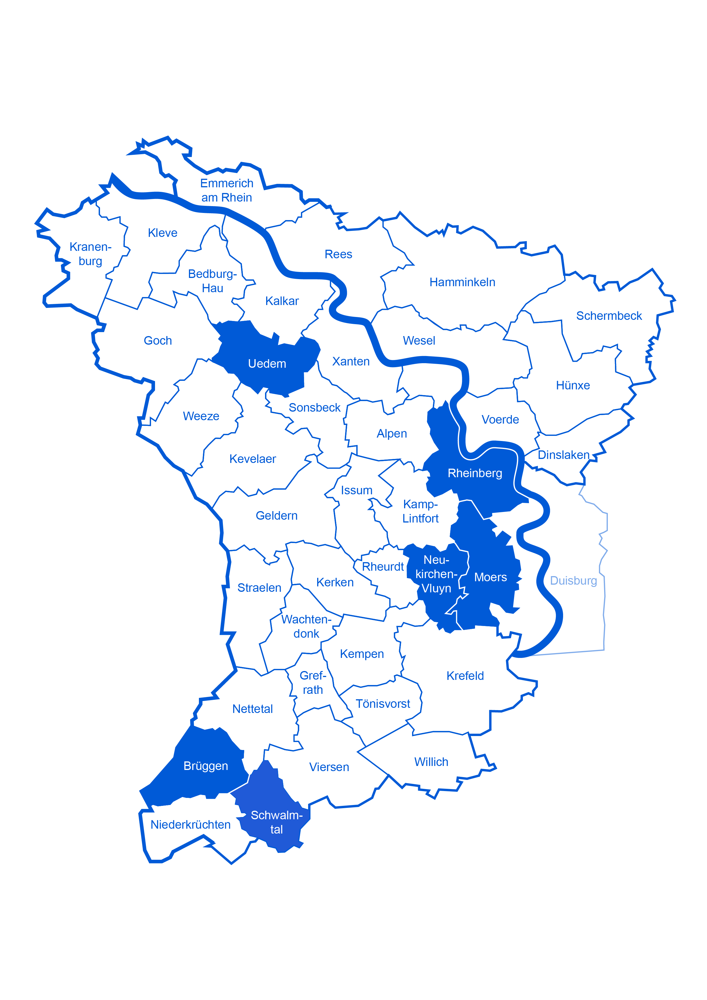 Emmerich
am Rhein
Kleve
Kranen-
burg
Rees
Bedburg-
Hau
Hamminkeln
Kalkar
Schermbeck
Goch
Wesel
Uedem
Xanten
Hünxe
Sonsbeck
Weeze
Voerde
Alpen
Dinslaken
Kevelaer
Rheinberg
Issum
Kamp-
Lintfort
Geldern
Neu-
kirchen-
Vluyn
Rheurdt
Moers
Duisburg
Kerken
Straelen
Wachten-
donk
Kempen
Krefeld
Gref-
rath
Tönisvorst
Nettetal
Willich
Brüggen
Viersen
Schwalm-
tal
Niederkrüchten